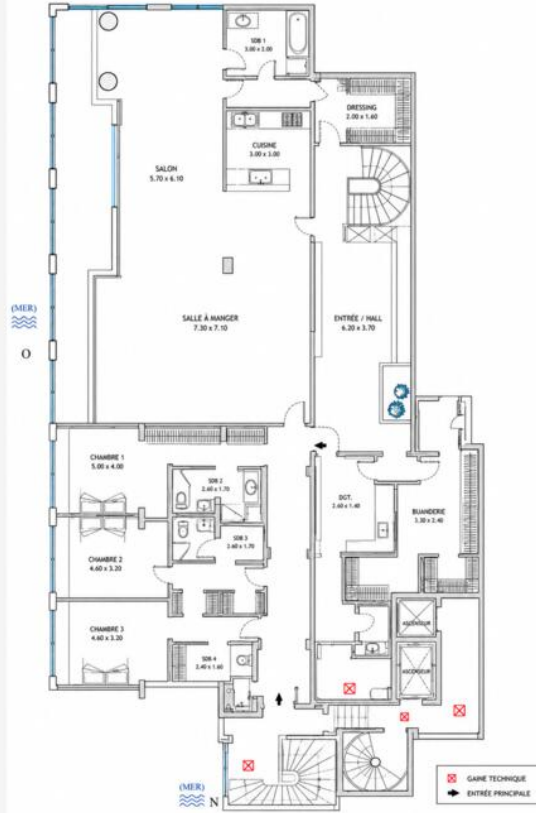 SDB 1
3.00 x 2.00
DRESSING
2.00 x 1.60
CUISINE
3.00 x 3.00
SALON
5.70 x 6.10
(MER)
O
SALLE À MANGER
7.30 x 7.10
ENTRÉE / HALL
6.20 x 3.70
CHAMBRE 1
5.00 x 4.00
SDB 2
2.60 x 1.70
DGT.
2.60 x 1.40
BUANDERIE
3.30 x 2.40
SDB 3
2.60 x 1.70
CHAMBRE 2
4.60 x 3.20
CHAMBRE 3
4.60 x 3.20
SDB 4
2.40 x 1.60
ASCENSEUR
ASCENSEUR
(MER)
N
GAINE TECHNIQUE
ENTRÉE PRINCIPALE